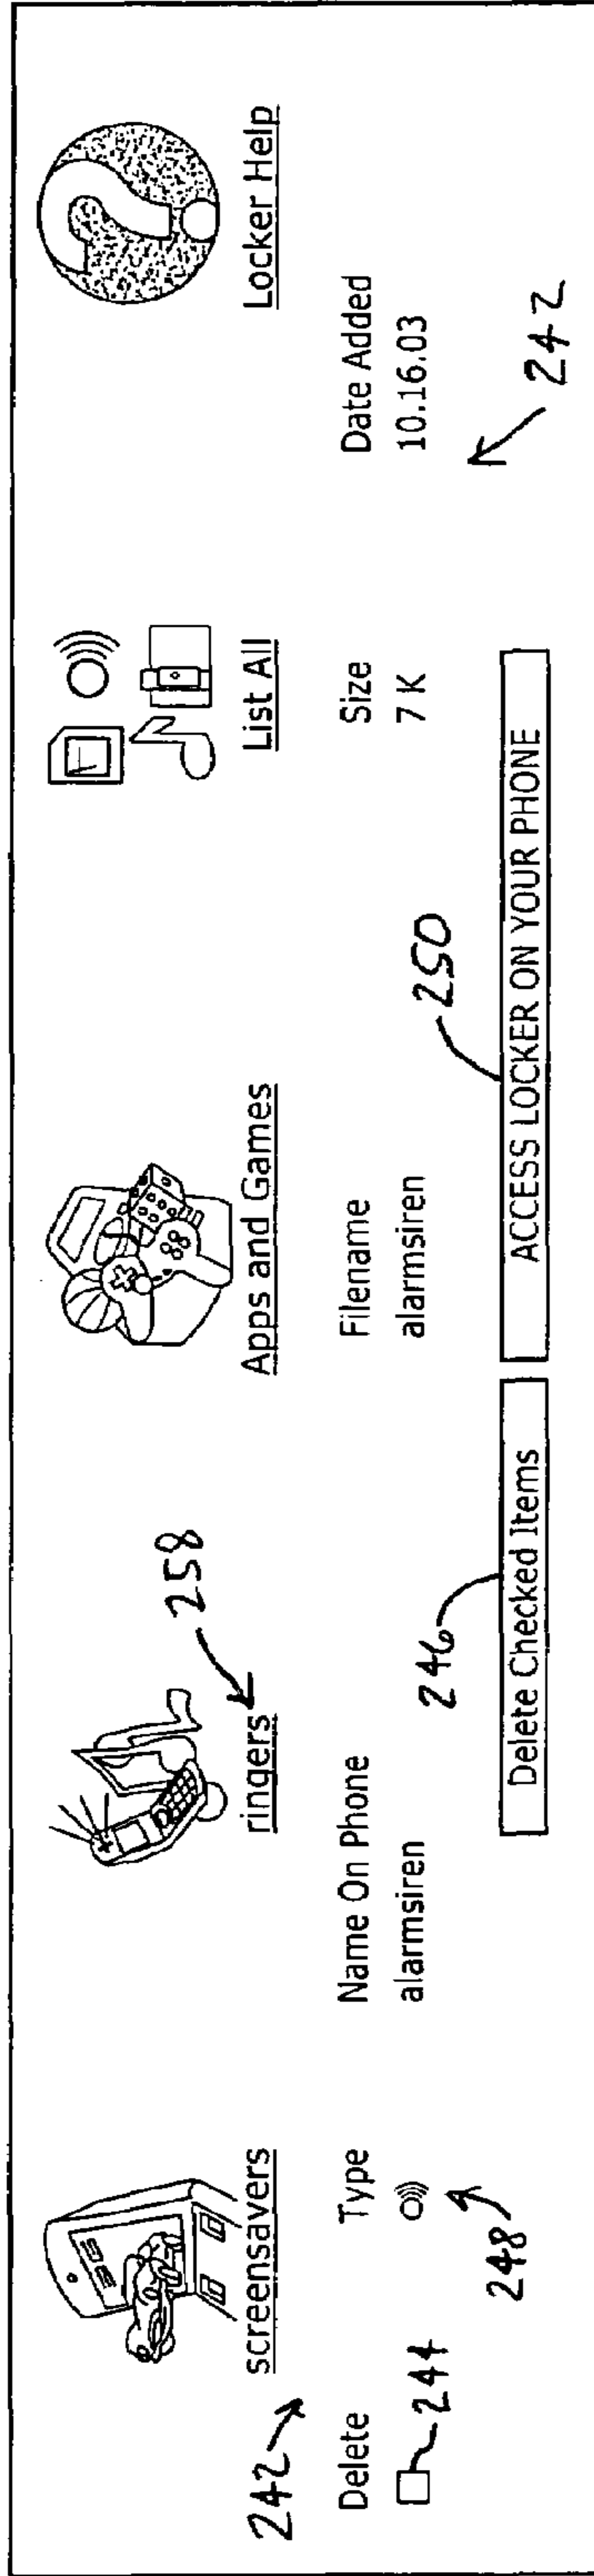 screensavers ringers Apps and Games List All Locker Help
258
242
Delete Type Name On Phone Filename Size Date Added
alarmsiren alarmsiren 7 K 10.16.03
244
248
246
250
242
Delete Checked Items ACCESS LOCKER ON YOUR PHONE